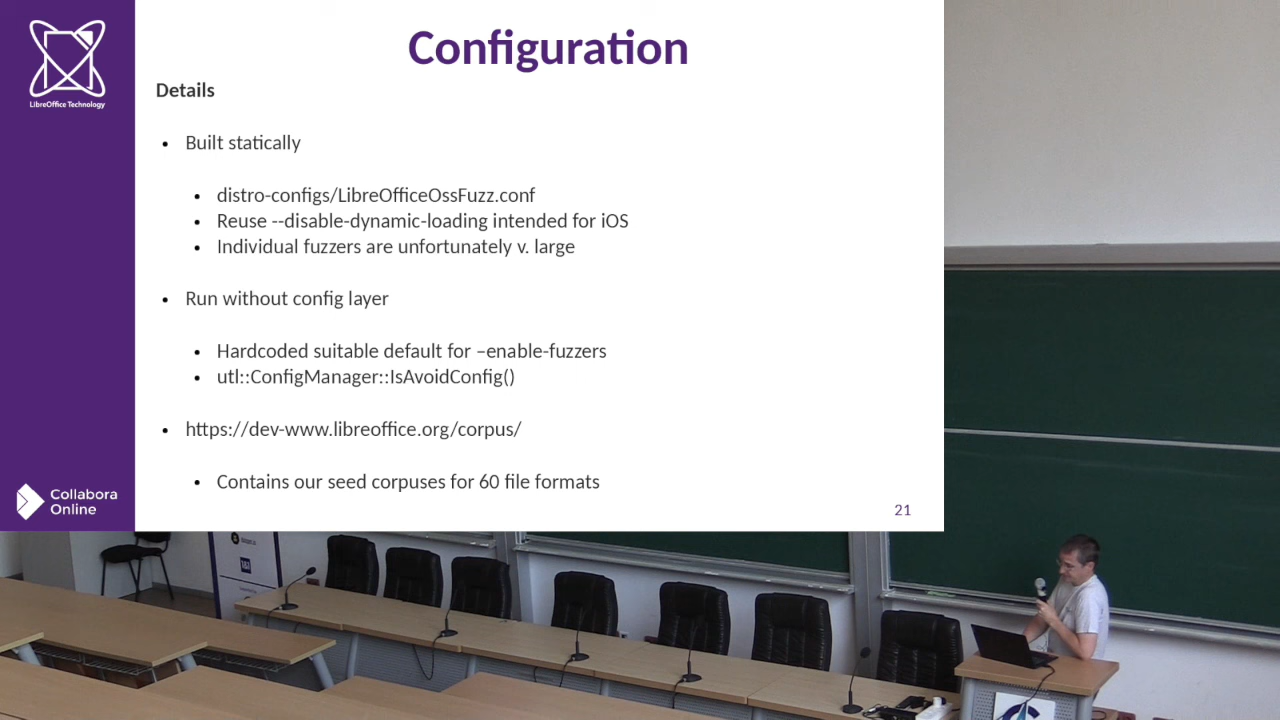 LibreOffice Technology
Configuration
Details
• Built statically
• distro-configs/LibreOfficeOssFuzz.conf
• Reuse --disable-dynamic-loading intended for iOS
• Individual fuzzers are unfortunately v. large
• Run without config layer
• Hardcoded suitable default for –enable-fuzzers
• utl::ConfigManager::IsAvoidConfig()
• https://dev-www.libreoffice.org/corpus/
• Contains our seed corpuses for 60 file formats
Collabora
Online
21